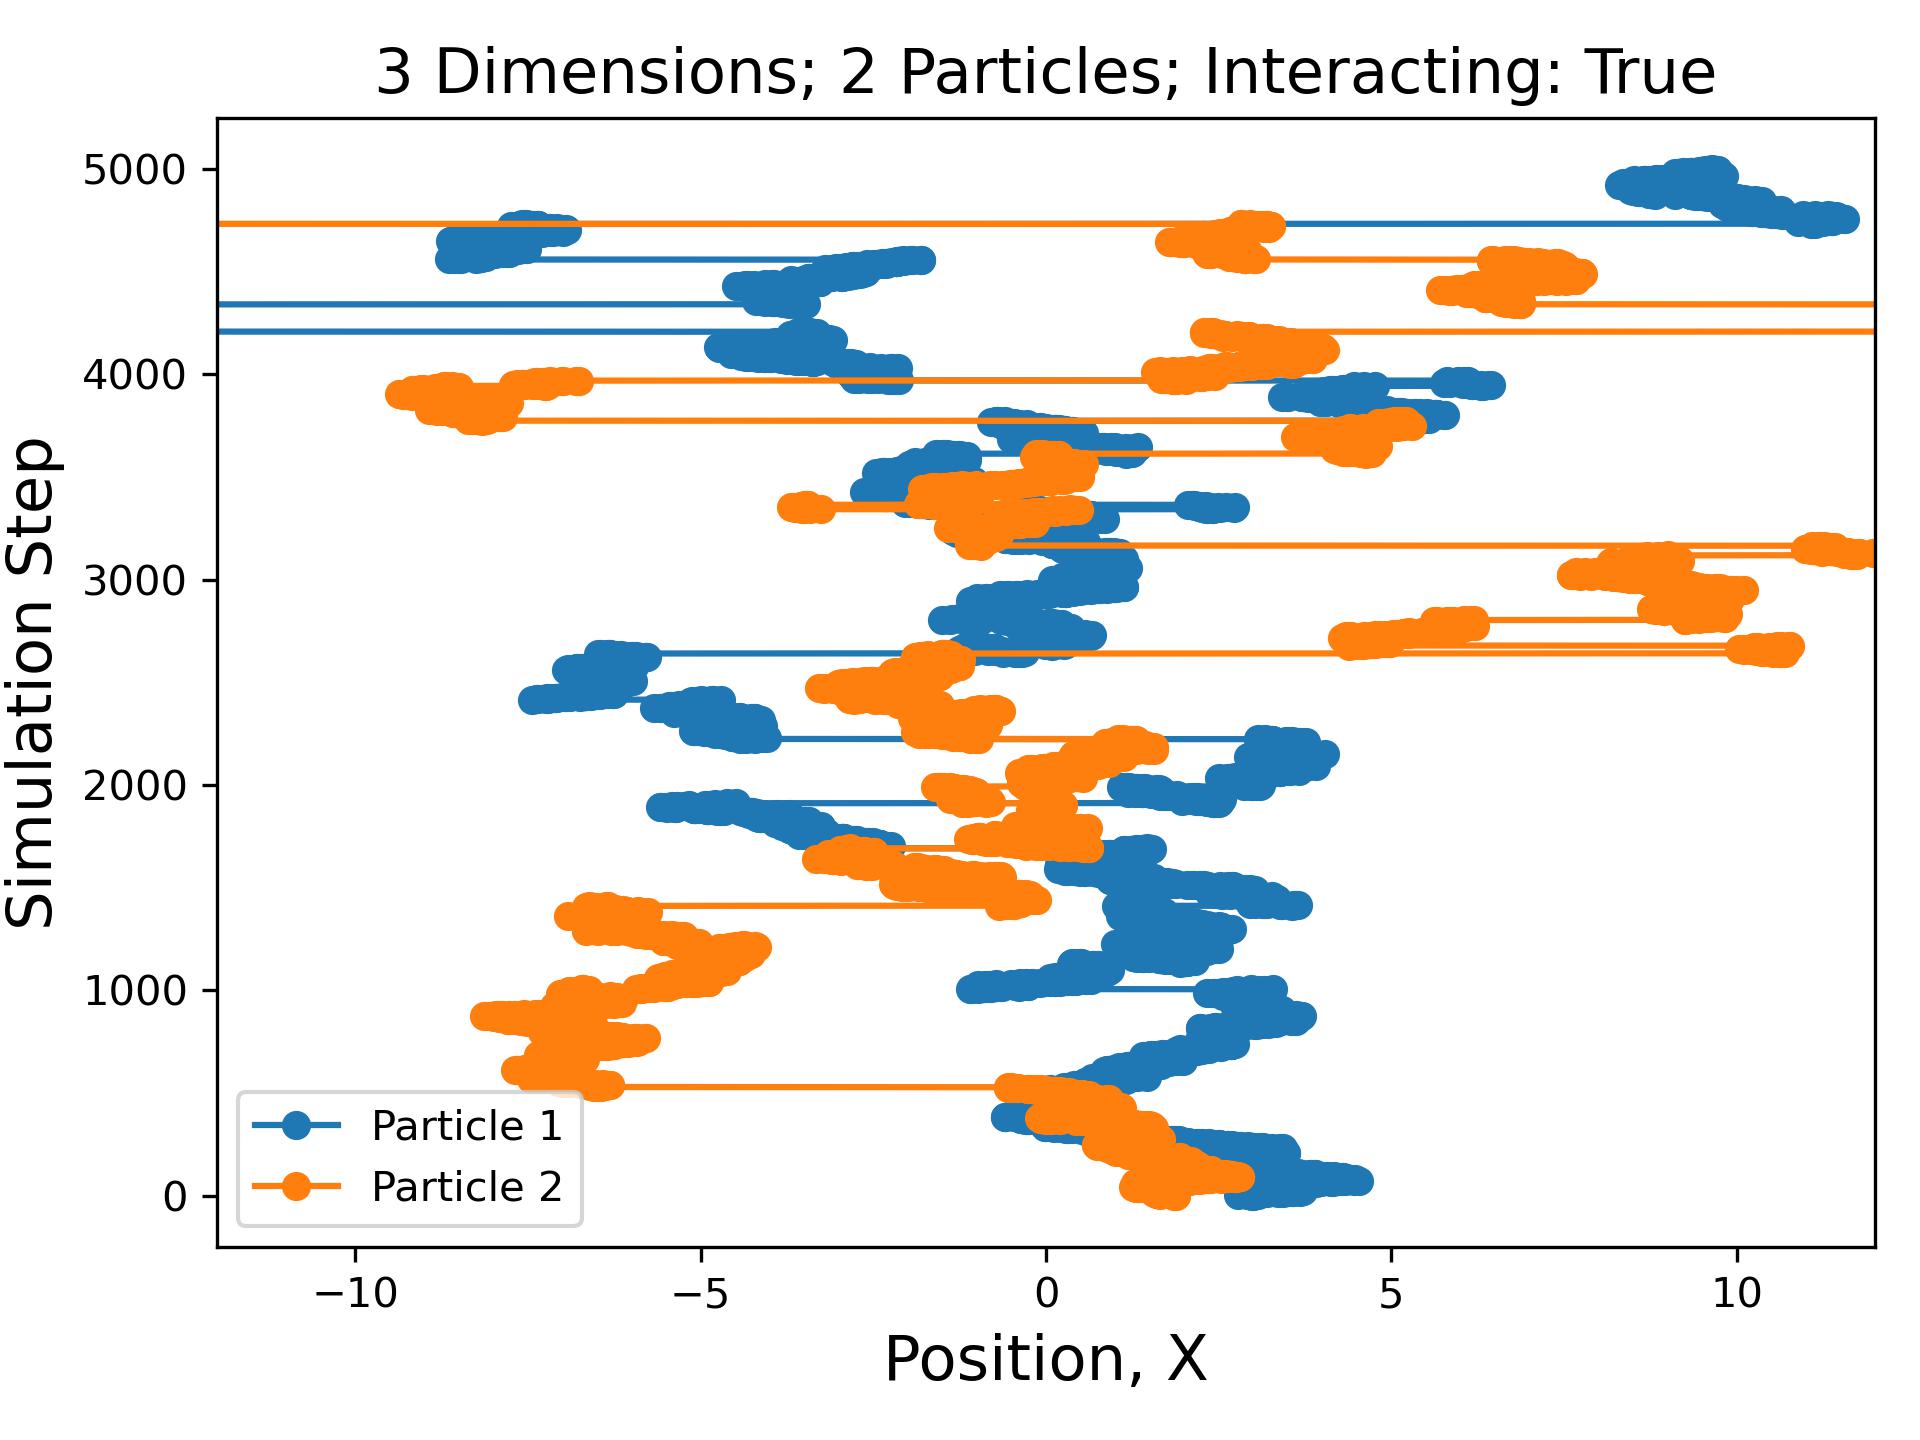 3 Dimensions; 2 Particles; Interacting: True
Simulation Step
5000
4000
3000
2000
1000
0
Particle 1
Particle 2
−10
−5
0
5
10
Position, X